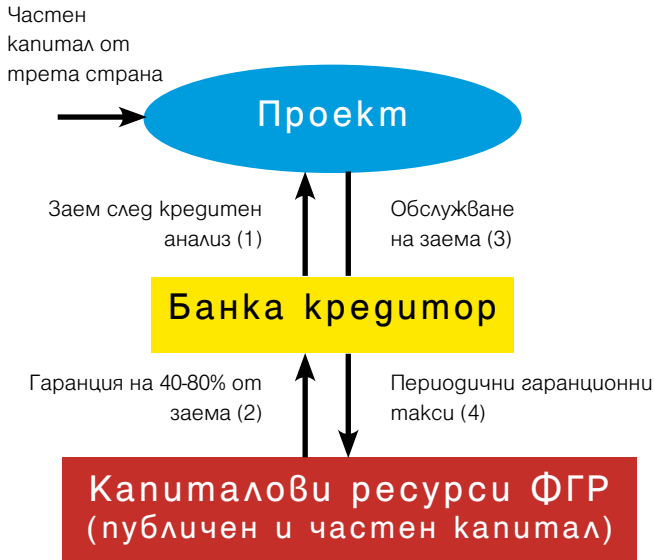 Частен
капитал от
трета страна
Проект
Заем след кредитен
анализ (1)
Обслужване
на заема (3)
Банка кредитор
Гаранция на 40-80% от
заема (2)
Периодични гаранционни
такси (4)
Капиталови ресурси ФГР
(публичен и частен капитал)